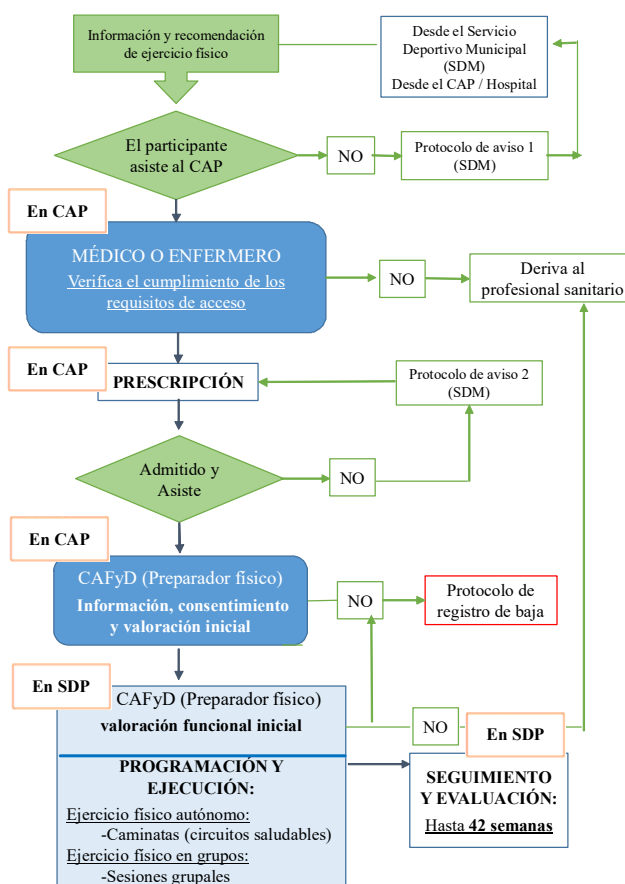 Información y recomendación
de ejercicio físico
Desde el Servicio
Deportivo Municipal
(SDM)
Desde el CAP / Hospital
El participante
asiste al CAP
NO
Protocolo de aviso 1
(SDM)
En CAP
MÉDICO O ENFERMERO
Verifica el cumplimiento de los
requisitos de acceso
NO
Deriva al
profesional sanitario
En CAP
PRESCRIPCIÓN
Protocolo de aviso 2
(SDM)
Admitido y
Asiste
NO
En CAP
CAFyD (Preparador físico)
Información, consentimiento
y valoración inicial
NO
Protocolo de
registro de baja
En SDP
CAFyD (Preparador físico)
valoración funcional inicial
NO
En SDP
PROGRAMACIÓN Y
EJECUCIÓN:
Ejercicio físico autónomo:
-Caminatas (circuitos saludables)
Ejercicio físico en grupos:
-Sesiones grupales
SEGUIMIENTO
Y EVALUACIÓN:
Hasta 42 semanas